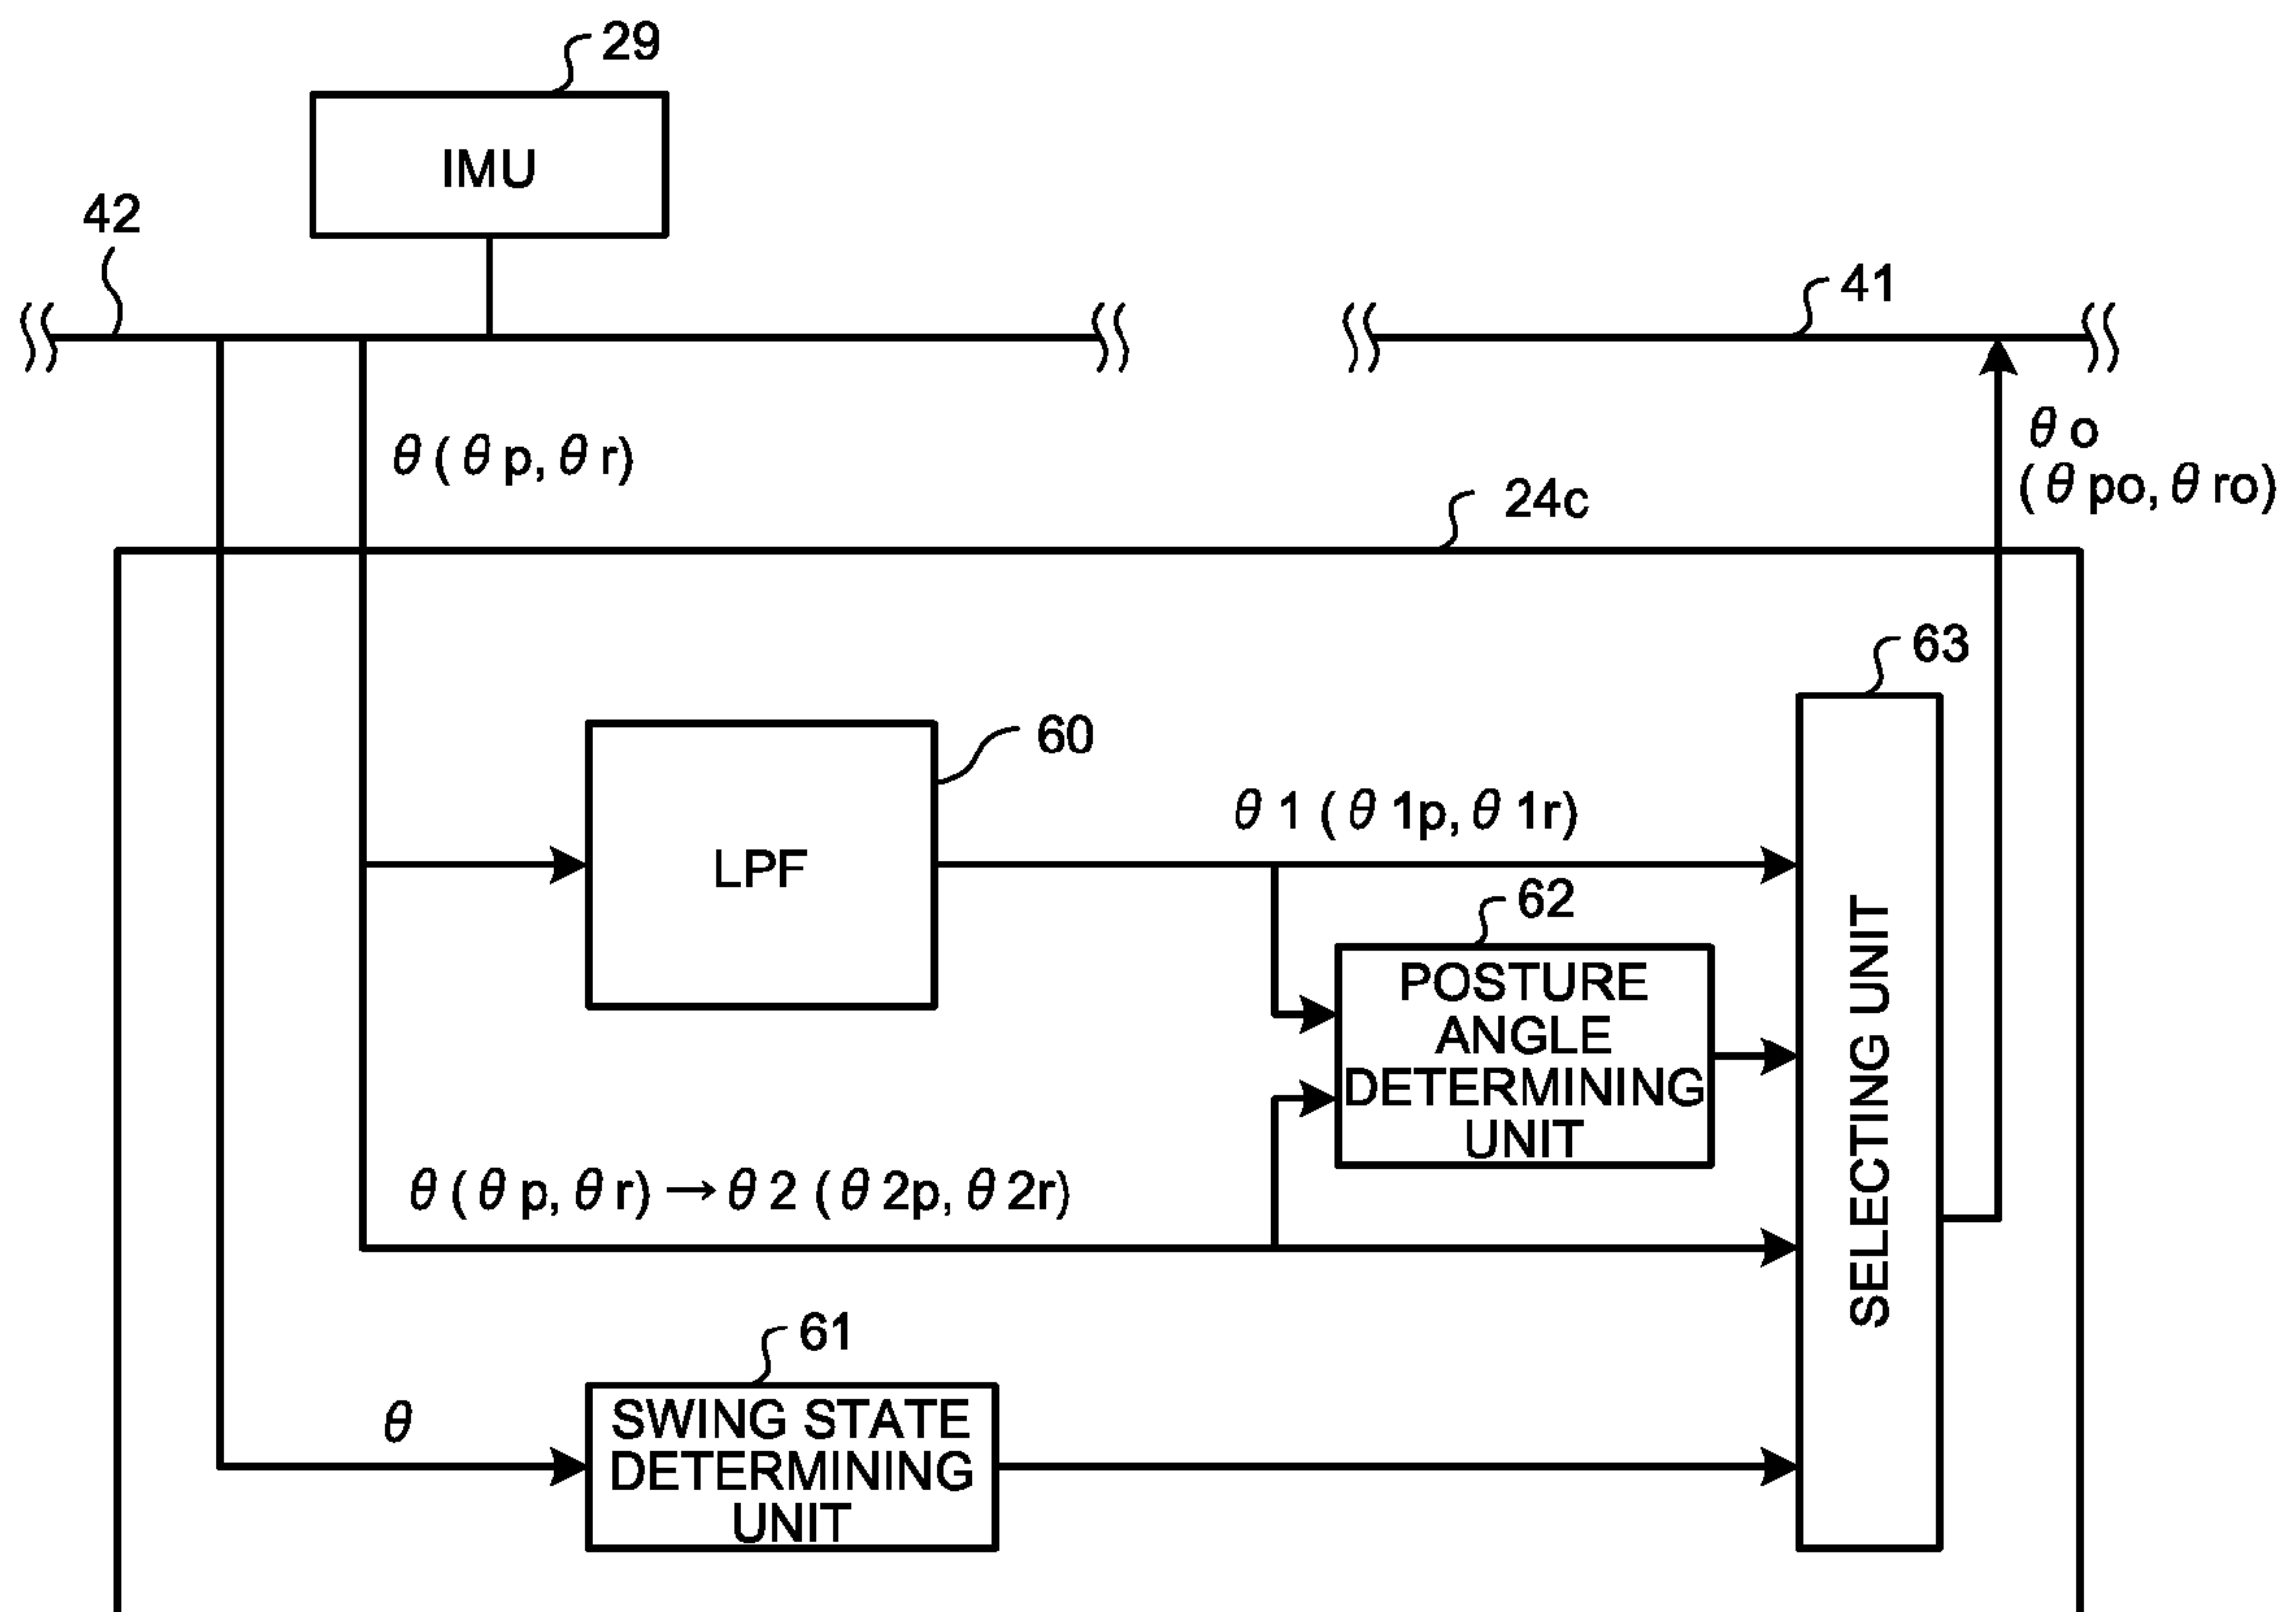 29
IMU
42
41
θ ( θ p, θ r)
θ o
( θ po, θ ro)
24c
63
60
θ 1 ( θ 1p, θ 1r)
LPF
62
POSTURE
ANGLE
DETERMINING
UNIT
SELECTING UNIT
θ ( θ p, θ r) → θ 2 ( θ 2p, θ 2r)
61
θ
SWING STATE
DETERMINING
UNIT